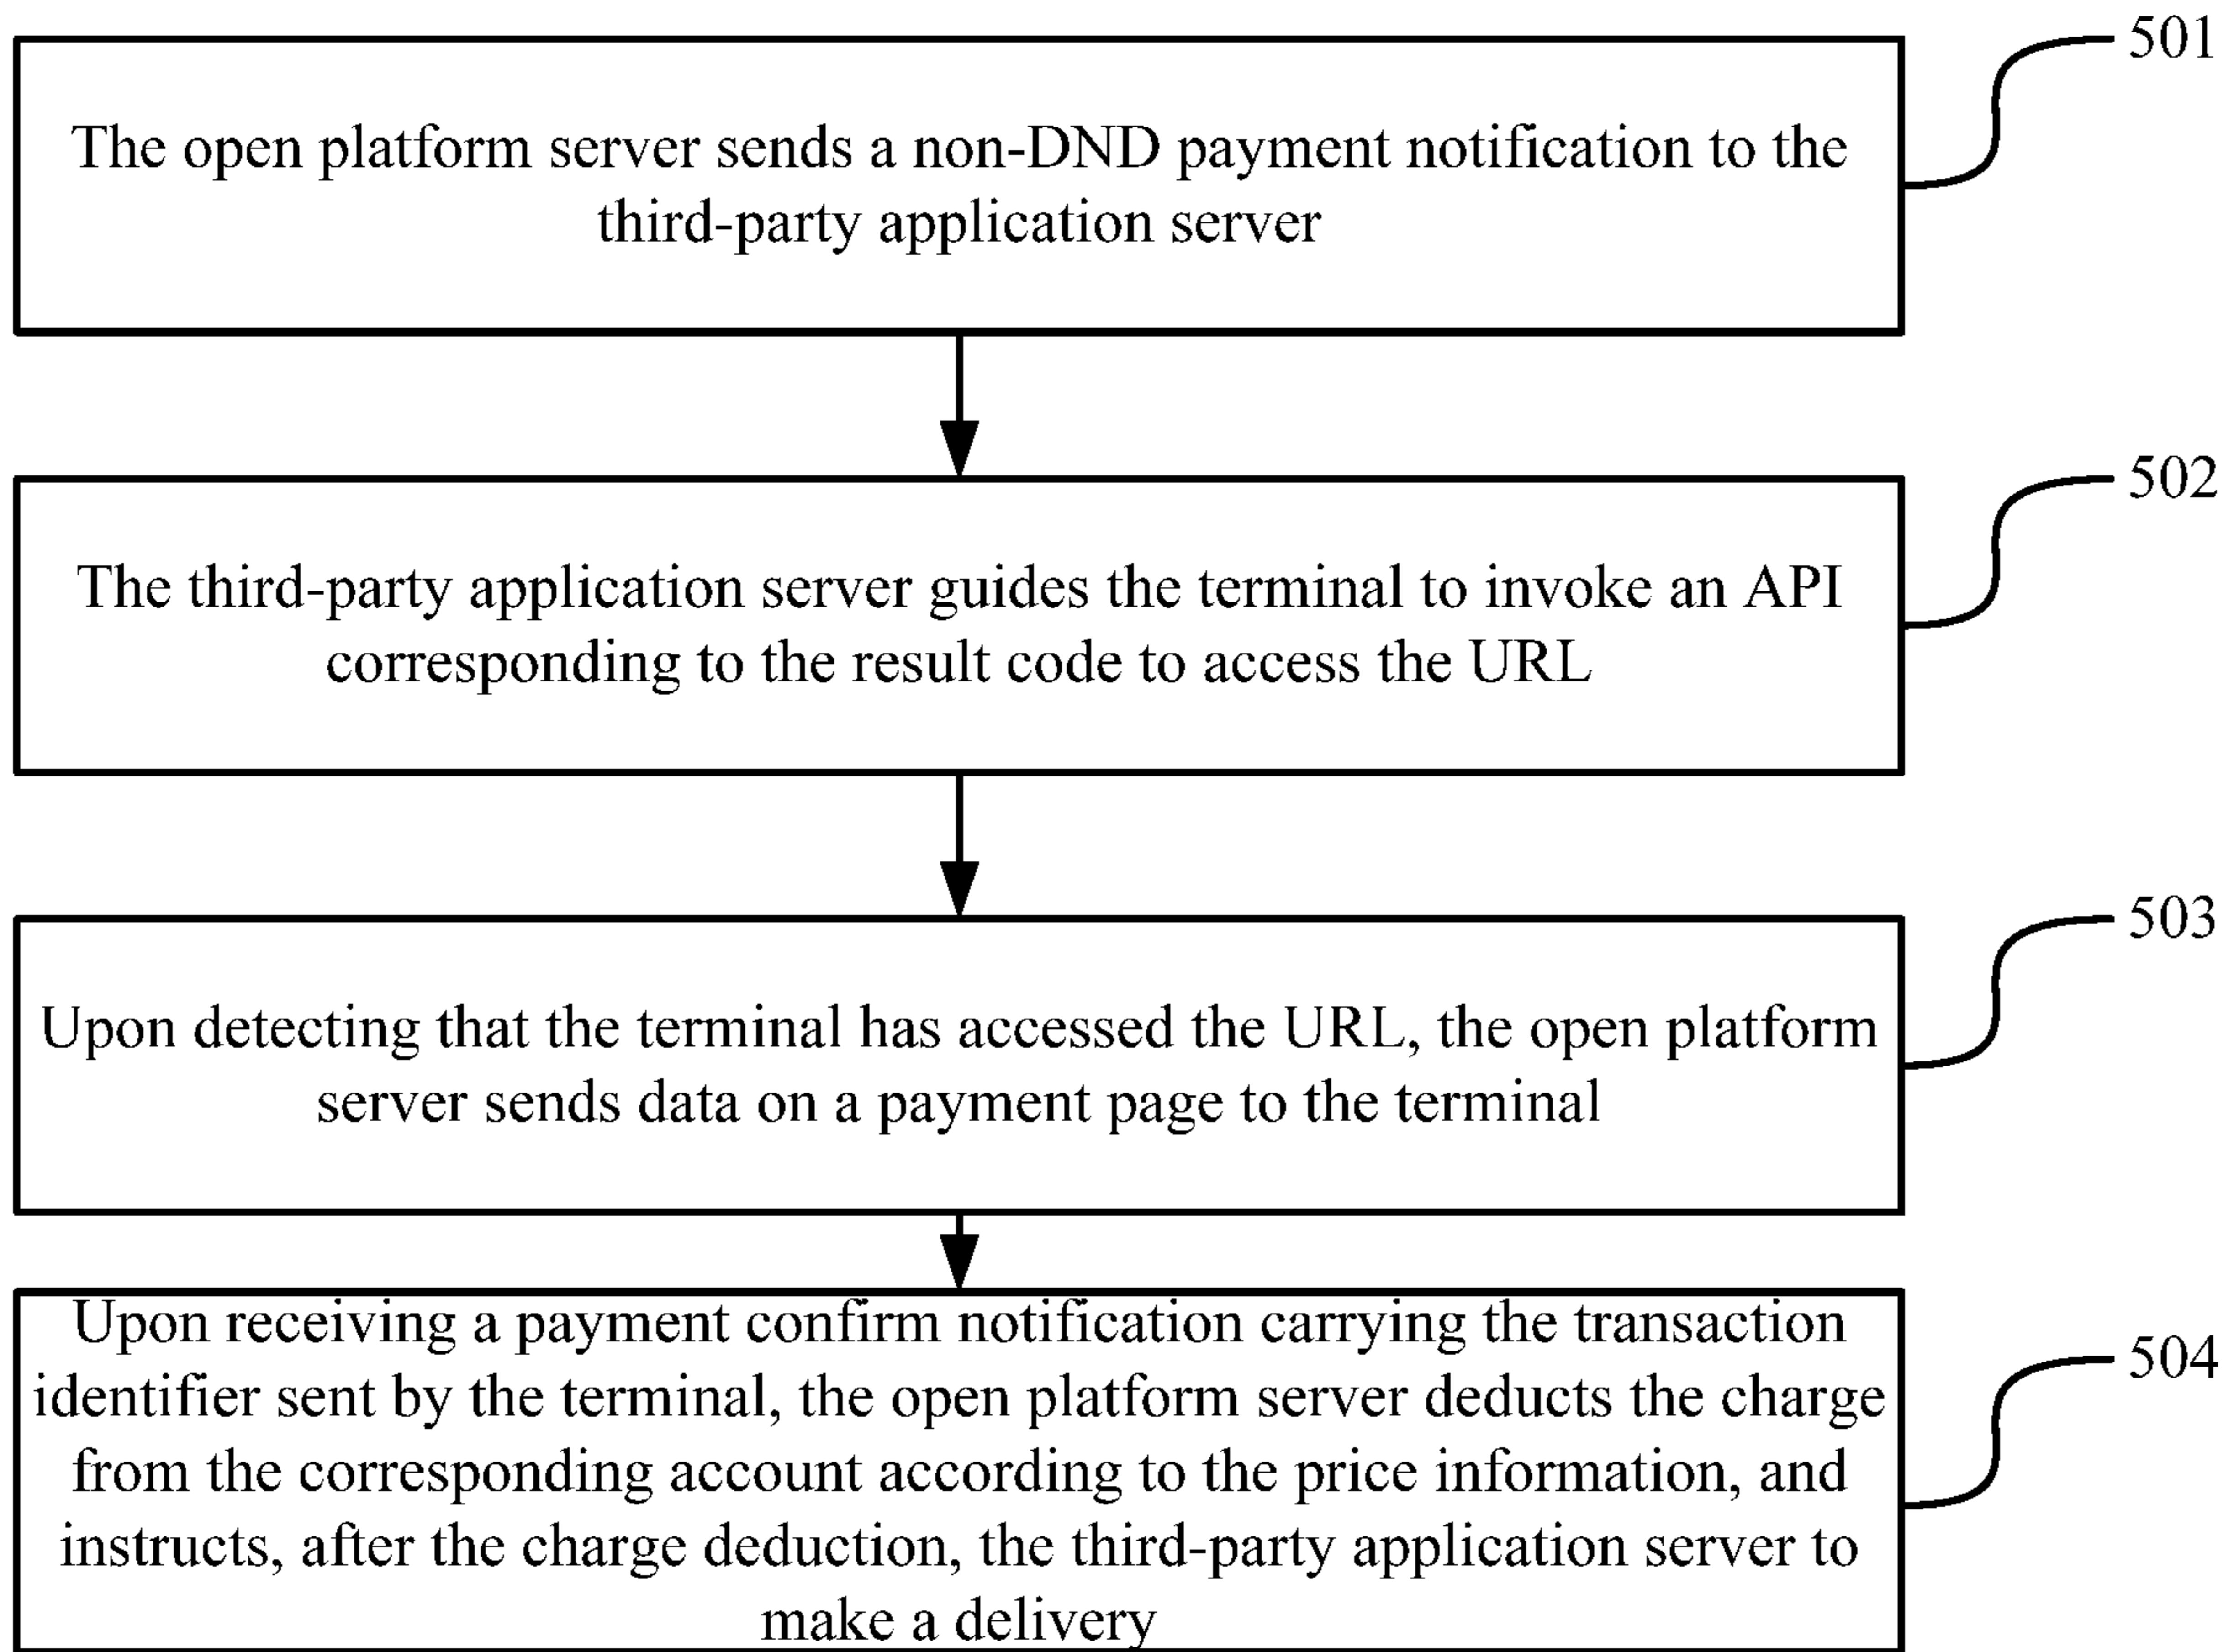 501
The open platform server sends a non-DND payment notification to the
third-party application server
502
The third-party application server guides the terminal to invoke an API
corresponding to the result code to access the URL
503
Upon detecting that the terminal has accessed the URL, the open platform
server sends data on a payment page to the terminal
504
Upon receiving a payment confirm notification carrying the transaction
identifier sent by the terminal, the open platform server deducts the charge
from the corresponding account according to the price information, and
instructs, after the charge deduction, the third-party application server to
make a delivery